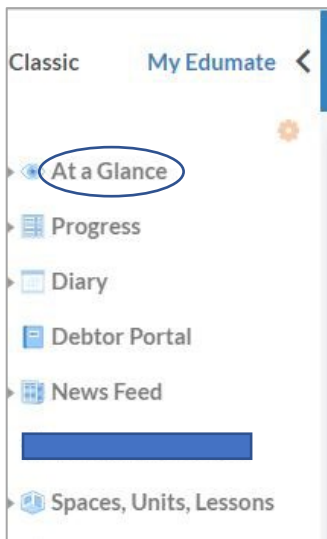 Classic My Edumate
At a Glance
Progress
Diary
Debtor Portal
News Feed
Spaces, Units, Lessons